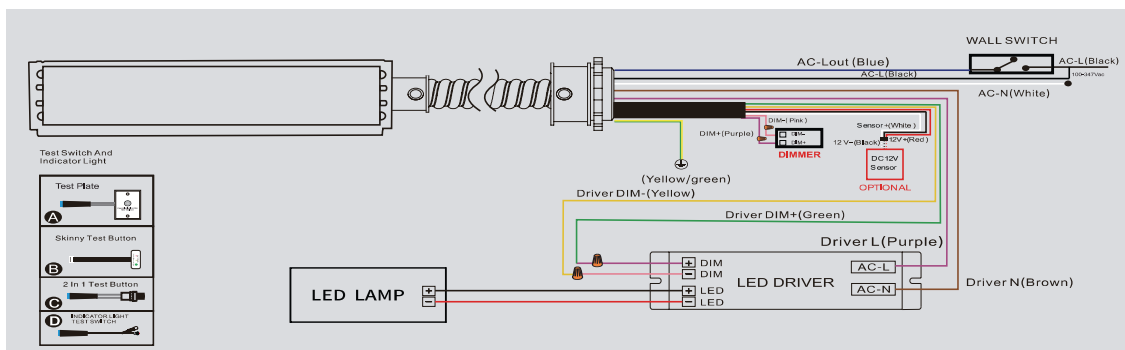 WALL SWITCH
AC-Lout (Blue)
AC-L(Black)
AC-L(Black)
100-347Vac
AC-N(White)
DIM-(Pink)
DIM+(Purple)
DIM-
DIM+
DIMMER
Sensor+(White)
12V-(Black)
12V+(Red)
DC12V
Sensor
OPTIONAL
(Yellow/green)
Test Switch And
Indicator Light
Test Plate
A
Skinny Test Button
B
2 In 1 Test Button
C
INDICATOR LIGHT
TEST SWITCH
D
Driver DIM-(Yellow)
Driver DIM+(Green)
Driver L(Purple)
Driver N(Brown)
LED LAMP
+
-
+ DIM
- DIM
+ LED
- LED
LED DRIVER
AC-L
AC-N